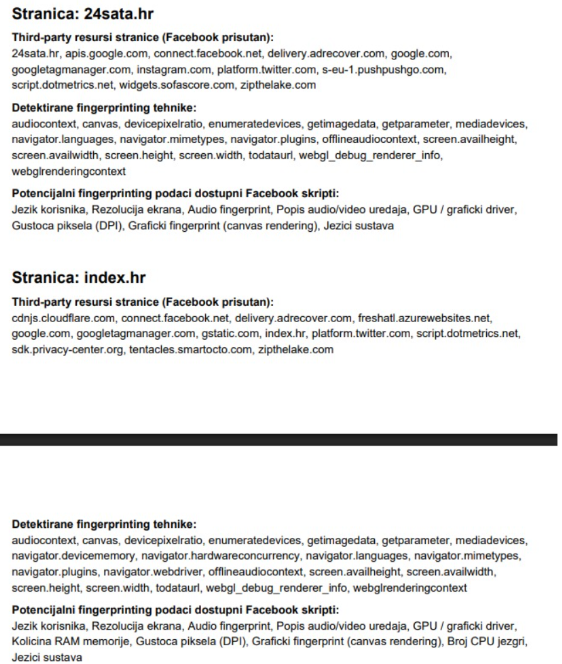 Stranica: 24sata.hr
Third-party resursi stranice (Facebook prisutan):
24sata.hr, apis.google.com, connect.facebook.net, delivery.adrecover.com, google.com,
googletagmanager.com, instagram.com, platform.twitter.com, s-eu-1.pushpushgo.com,
script.dotmetrics.net, widgets.sofascore.com, zipthelake.com
Detektirane fingerprinting tehnike:
audiocontext, canvas, devicepixelratio, enumeratedevices, getimagedata, getparameter, mediadevices,
navigator.languages, navigator.mimetypes, navigator.plugins, offlineaudiocontext, screen.availheight,
screen.availwidth, screen.height, screen.width, todataurl, webgl_debug_renderer_info,
webglrenderingcontext
Potencijalni fingerprinting podaci dostupni Facebook skripti:
Jezik korisnika, Rezolucija ekrana, Audio fingerprint, Popis audio/video uredaja, GPU / graficki driver,
Gustoca piksela (DPI), Graficki fingerprint (canvas rendering), Jezici sustava
Stranica: index.hr
Third-party resursi stranice (Facebook prisutan):
cdnjs.cloudflare.com, connect.facebook.net, delivery.adrecover.com, freshatl.azurewebsites.net,
google.com, googletagmanager.com, gstatic.com, index.hr, platform.twitter.com, script.dotmetrics.net,
sdk.privacy-center.org, tentacles.smartocto.com, zipthelake.com
Detektirane fingerprinting tehnike:
audiocontext, canvas, devicepixelratio, enumeratedevices, getimagedata, getparameter, mediadevices,
navigator.devicememory, navigator.hardwareconcurrency, navigator.languages, navigator.mimetypes,
navigator.plugins, navigator.webdriver, offlineaudiocontext, screen.availheight, screen.availwidth,
screen.height, screen.width, todataurl, webgl_debug_renderer_info, webglrenderingcontext
Potencijalni fingerprinting podaci dostupni Facebook skripti:
Jezik korisnika, Rezolucija ekrana, Audio fingerprint, Popis audio/video uredaja, GPU / graficki driver,
Kolicina RAM memorije, Gustoca piksela (DPI), Graficki fingerprint (canvas rendering), Broj CPU jezgri,
Jezici sustava